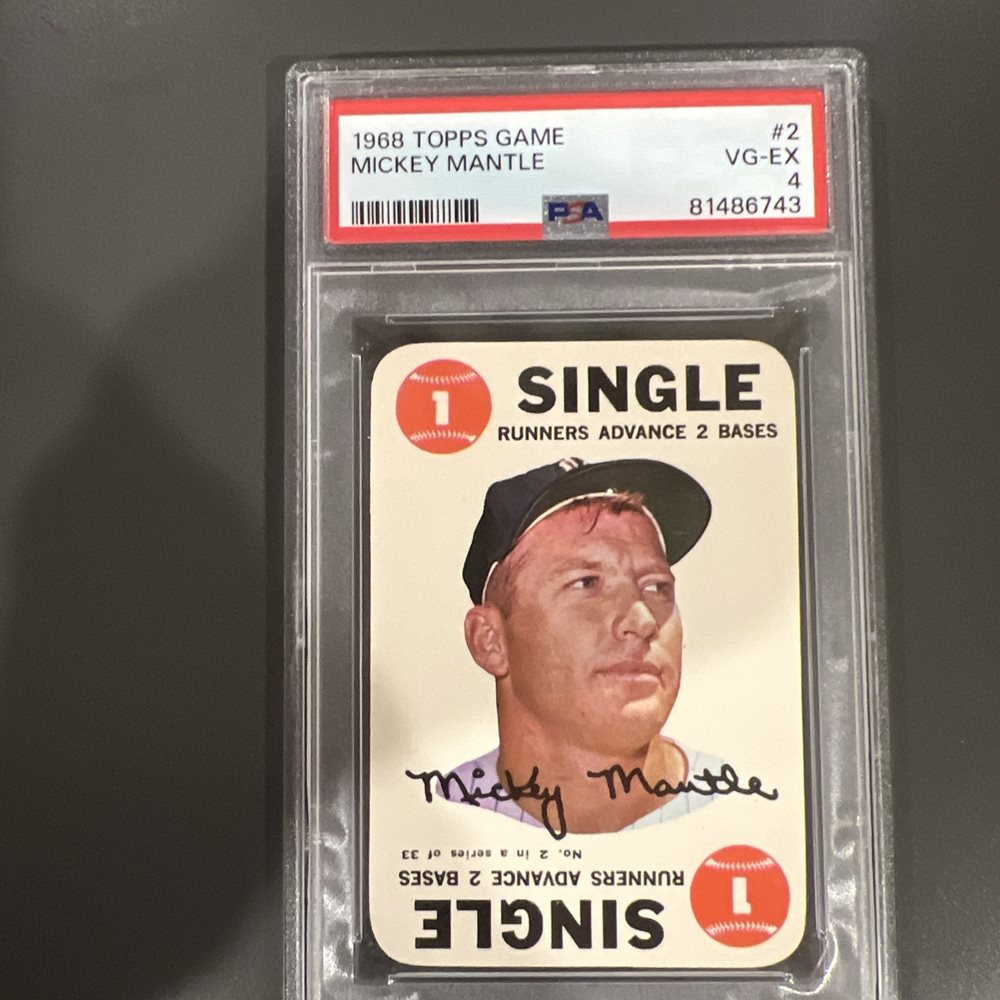 1968 TOPPS GAME #2
MICKEY MANTLE VG-EX
4
PSA 81486743
1 SINGLE
RUNNERS ADVANCE 2 BASES
Mickey Mantle
No. 2 in a series of 33
RUNNERS ADVANCE 2 BASES
SINGLE 1